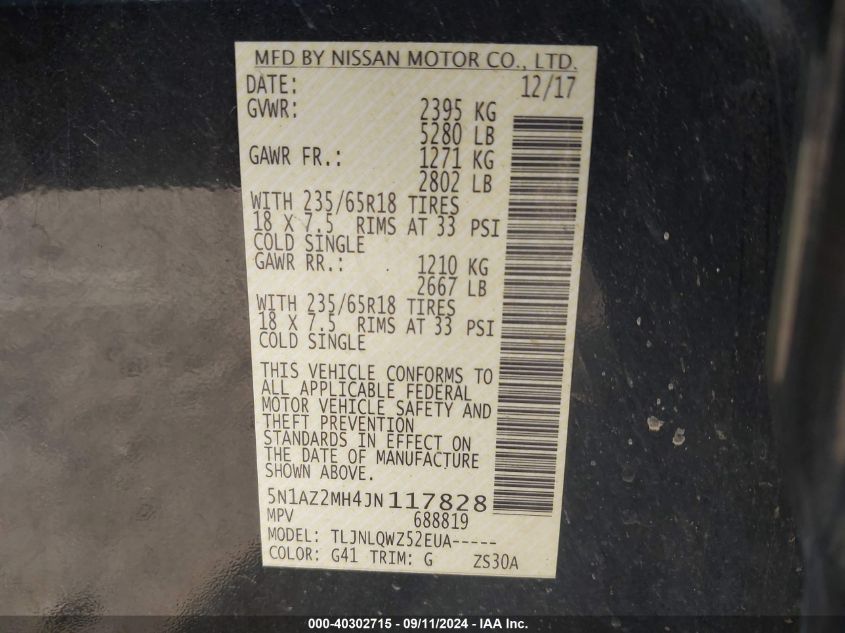 MFD BY NISSAN MOTOR CO., LTD.
DATE: 12/17
GVWR: 2395 KG
5280 LB
GAWR FR.: 1271 KG
2802 LB
WITH 235/65R18 TIRES
18 X 7.5 RIMS AT 33 PSI
COLD SINGLE
GAWR RR.: 1210 KG
2667 LB
WITH 235/65R18 TIRES
18 X 7.5 RIMS AT 33 PSI
COLD SINGLE
THIS VEHICLE CONFORMS TO
ALL APPLICABLE FEDERAL
MOTOR VEHICLE SAFETY AND
THEFT PREVENTION
STANDARDS IN EFFECT ON
THE DATE OF MANUFACTURE
SHOWN ABOVE.
5N1AZ2MH4JN117828
MPV 688819
MODEL: TLJNLQWZ52EUA-----
COLOR: G41 TRIM: G ZS30A
000-40302715 - 09/11/2024 - IAA Inc.